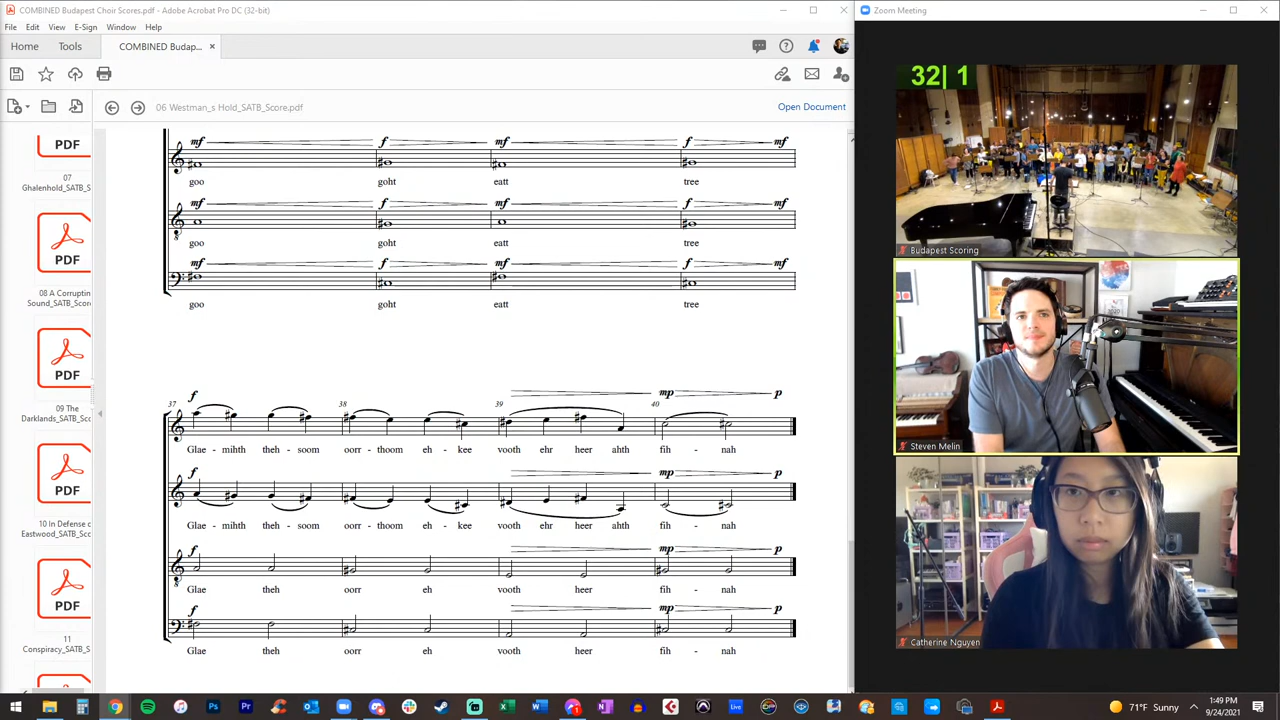 COMBINED Budapest Choir Scores.pdf - Adobe Acrobat Pro DC (32-bit)
File Edit View E-Sign Window Help
Home Tools COMBINED Budap... ×
06 Westman_s Hold_SATB_Score.pdf
Open Document
PDF
07
Ghalenhold_SATB_S
PDF
08 A Corruptin
Sound_SATB_Scor
PDF
09 The
Darklands_SATB_Sco
PDF
10 In Defense o
Eastwood_SATB_Sco
PDF
11
Conspiracy_SATB_S
mf f mf f mf
goo goht eatt tree
mf f mf f mf
goo goht eatt tree
mf f mf f mf
goo goht eatt tree
f mp p
37 38 39 40
Glae - mihth theh - soom oorr - thoom eh - kee vooth ehr heer ahth fih - nah
f mp p
Glae - mihth theh - soom oorr - thoom eh - kee vooth ehr heer ahth fih - nah
f mp p
Glae theh oorr eh vooth heer fih - nah
f mp p
Glae theh oorr eh vooth heer fih - nah
Zoom Meeting
32| 1
Budapest Scoring
2020
Steven Melin
Catherine Nguyen
Live
71°F Sunny
1:49 PM
9/24/2021